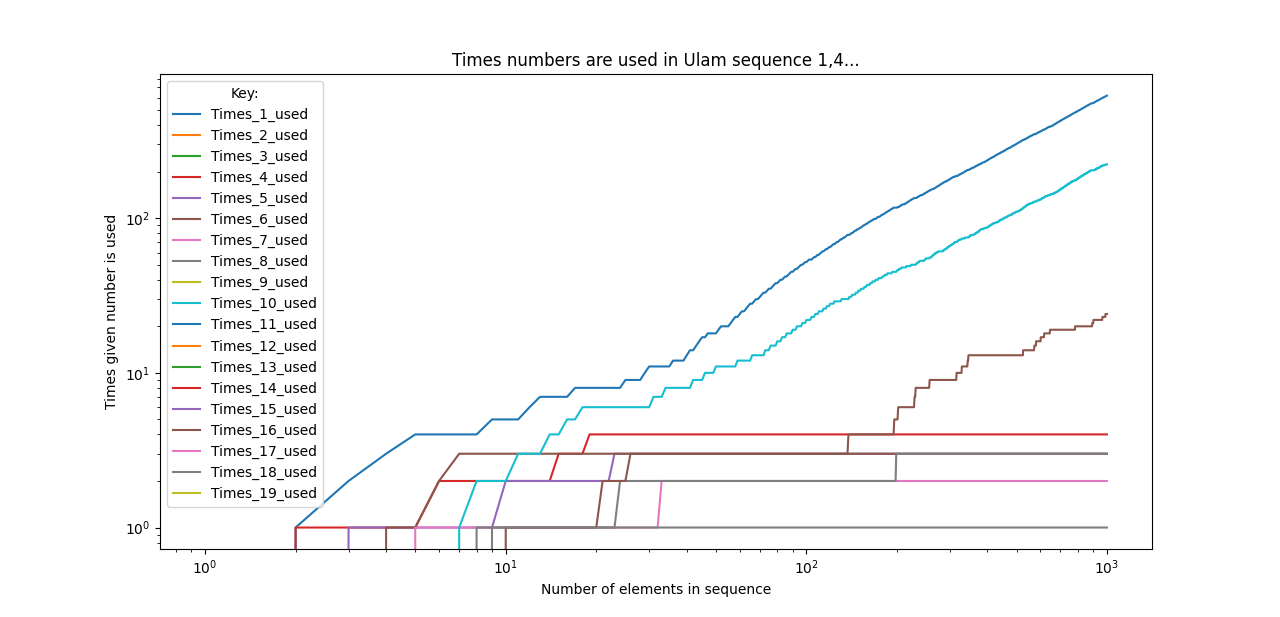 Times numbers are used in Ulam sequence 1,4...
Key:
Times_1_used
Times_2_used
Times_3_used
Times_4_used
Times_5_used
Times_6_used
Times_7_used
Times_8_used
Times_9_used
Times_10_used
Times_11_used
Times_12_used
Times_13_used
Times_14_used
Times_15_used
Times_16_used
Times_17_used
Times_18_used
Times_19_used
Times given number is used
10²
10¹
10⁰
10⁰ 10¹ 10² 10³
Number of elements in sequence